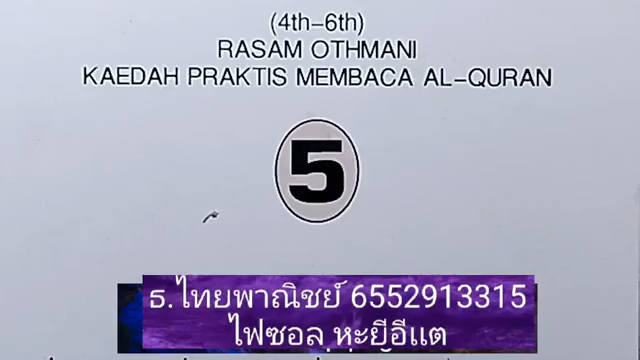 (4th-6th)
RASAM OTHMANI
KAEDAH PRAKTIS MEMBACA AL-QURAN
5
ธ.ไทยพาณิชย์ 6552913315
ไฟซอล หะยีอีแต